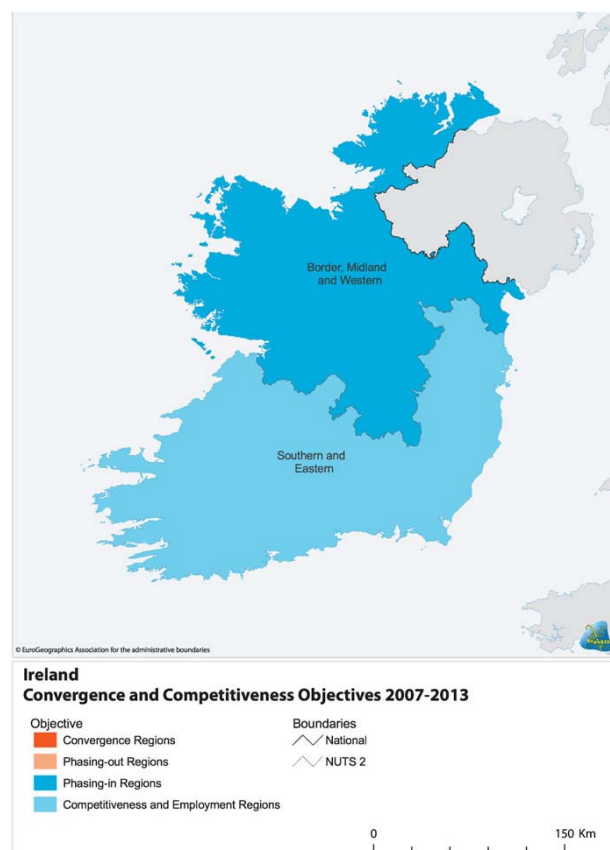 Border, Midland
and Western
Southern and
Eastern
© EuroGeographics Association for the administrative boundaries
Ireland
Convergence and Competitiveness Objectives 2007-2013
Objective
Convergence Regions
Phasing-out Regions
Phasing-in Regions
Competitiveness and Employment Regions
Boundaries
National
NUTS 2
0 150 Km